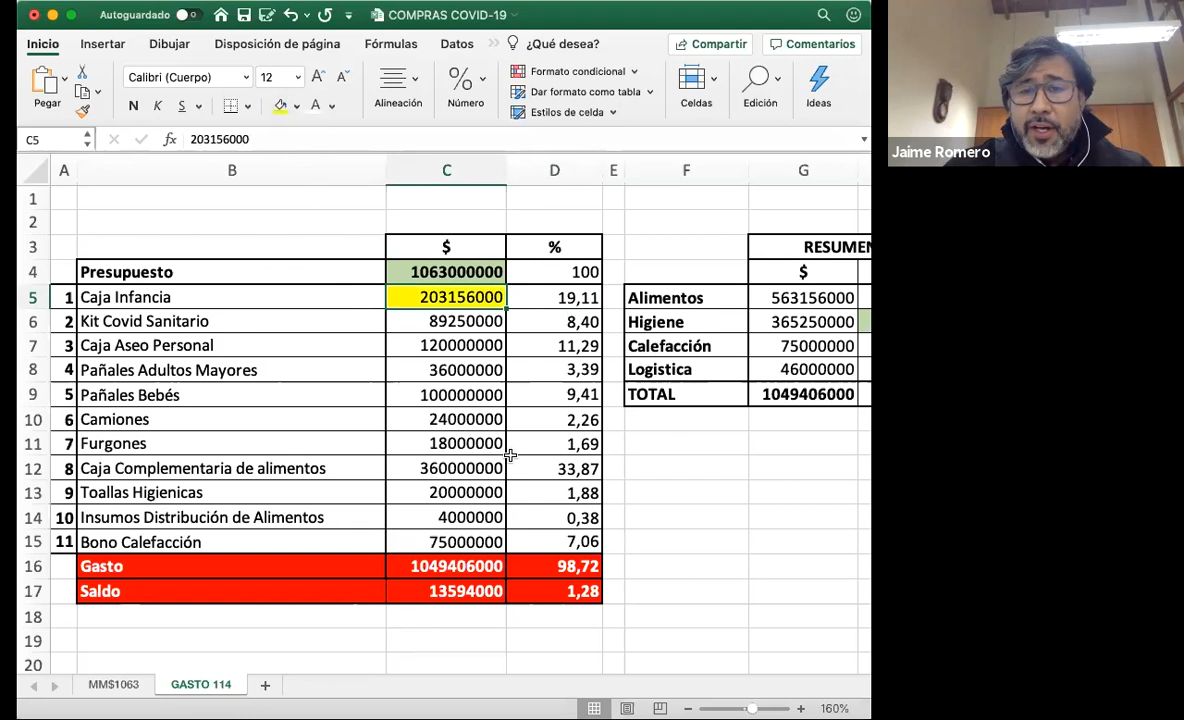 Autoguardado
COMPRAS COVID-19
Inicio Insertar Dibujar Disposición de página Fórmulas Datos » ¿Qué desea? Compartir Comentarios
Pegar
Calibri (Cuerpo) 12
N K S
Alineación
Número
Formato condicional
Dar formato como tabla
Estilos de celda
Celdas
Edición
Ideas
C5 fx 203156000
A B C D E F G
1
2
3 $ % RESUMEN
4 Presupuesto 1063000000 100 $
5 1 Caja Infancia 203156000 19,11 Alimentos 563156000
6 2 Kit Covid Sanitario 89250000 8,40 Higiene 365250000
7 3 Caja Aseo Personal 120000000 11,29 Calefacción 75000000
8 4 Pañales Adultos Mayores 36000000 3,39 Logistica 46000000
9 5 Pañales Bebés 100000000 9,41 TOTAL 1049406000
10 6 Camiones 24000000 2,26
11 7 Furgones 18000000 1,69
12 8 Caja Complementaria de alimentos 360000000 33,87
13 9 Toallas Higienicas 20000000 1,88
14 10 Insumos Distribución de Alimentos 4000000 0,38
15 11 Bono Calefacción 75000000 7,06
16 Gasto 1049406000 98,72
17 Saldo 13594000 1,28
18
19
20
MM$1063 GASTO 114 +
160%
Jaime Romero